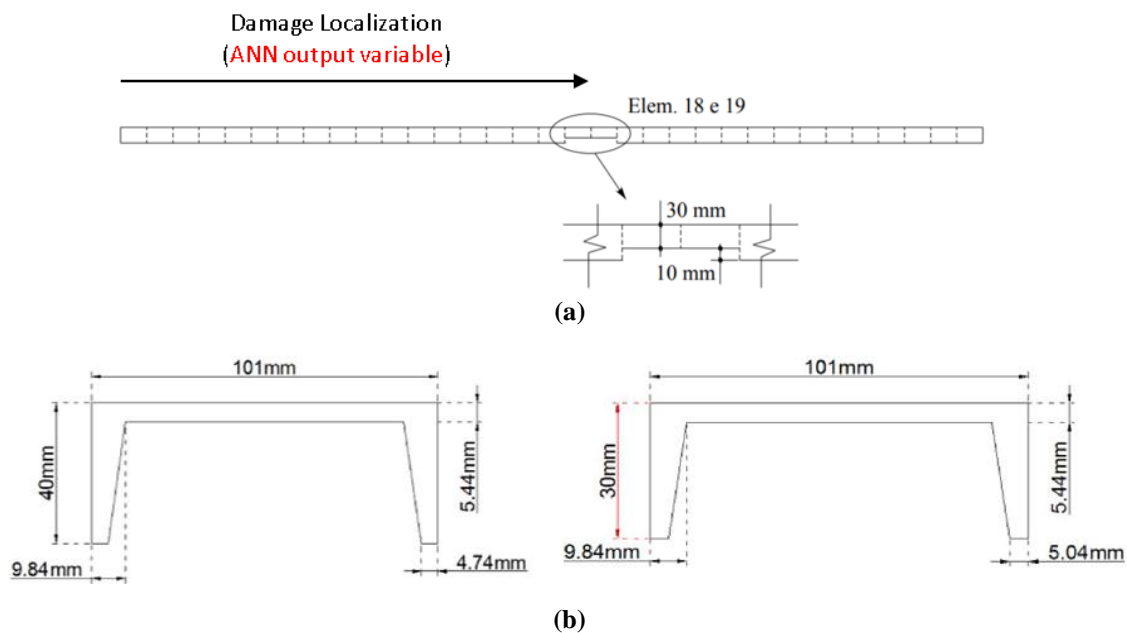 Damage Localization
(ANN output variable)
Elem. 18 e 19
30 mm
10 mm
(a)
101mm
40mm
5.44mm
9.84mm
4.74mm
101mm
30mm
5.44mm
9.84mm
5.04mm
(b)